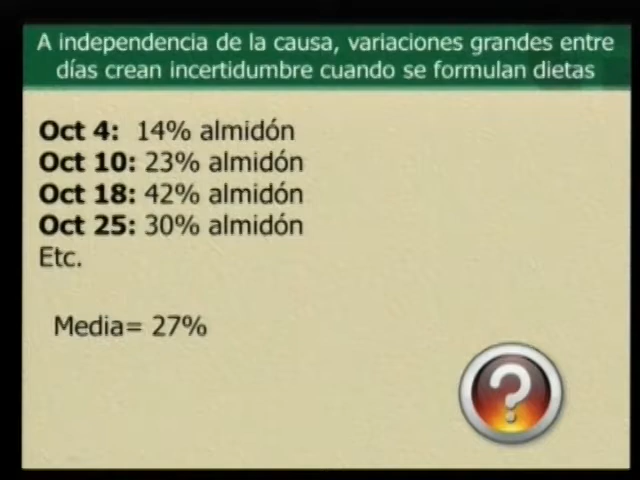 A independencia de la causa, variaciones grandes entre
días crean incertidumbre cuando se formulan dietas
Oct 4: 14% almidón
Oct 10: 23% almidón
Oct 18: 42% almidón
Oct 25: 30% almidón
Etc.
Media= 27%
?